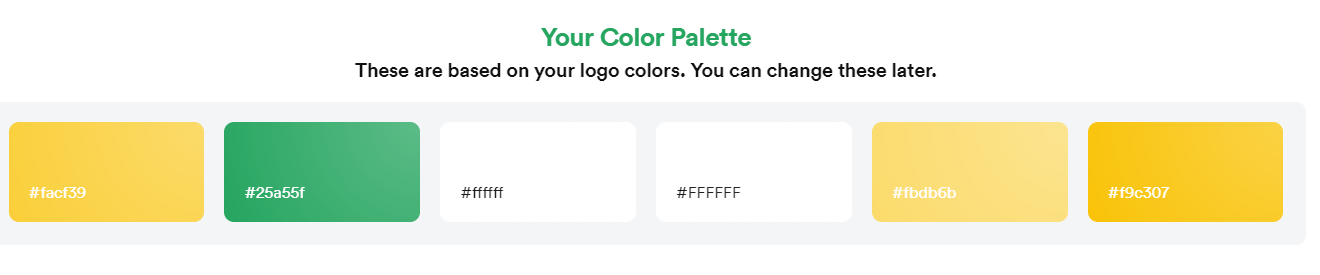 Your Color Palette
These are based on your logo colors. You can change these later.
#facf39 #25a55f #ffffff #FFFFFF #fbdb6b #f9c307